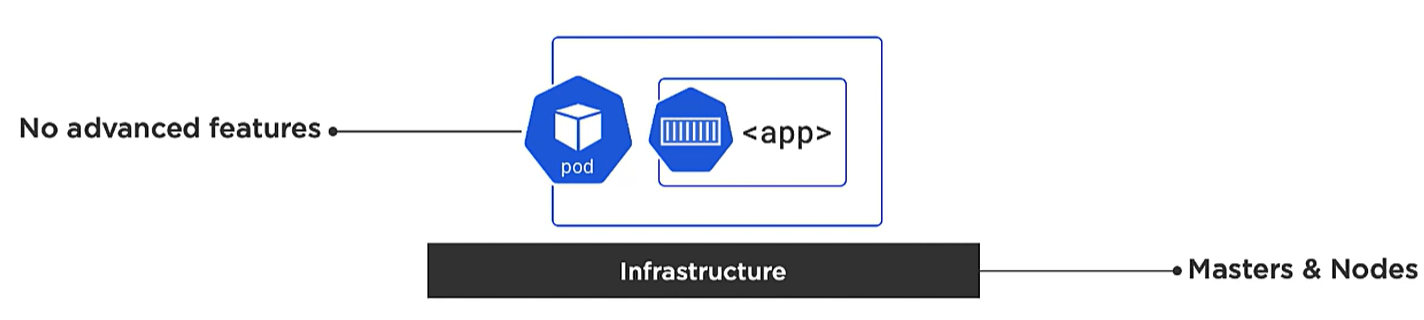 No advanced features
pod
<app>
Infrastructure
Masters & Nodes